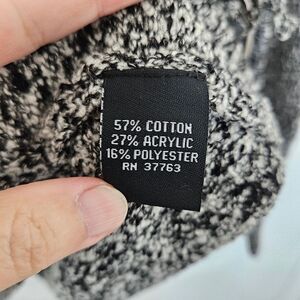 57% COTTON
27% ACRYLIC
16% POLYESTER
RN 37763